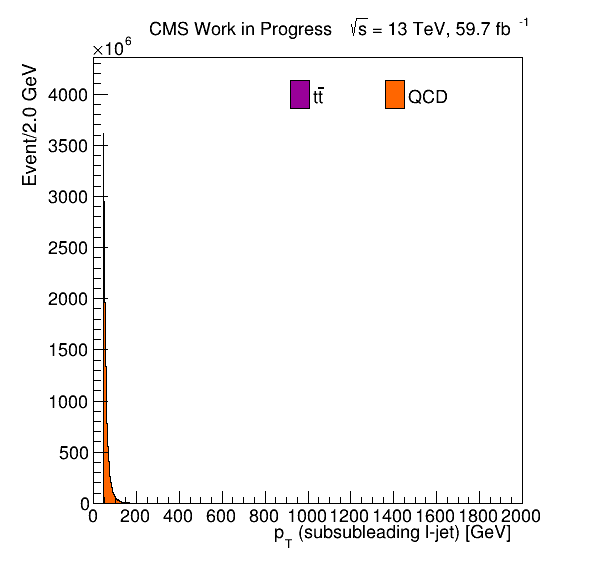 CMS Work in Progress √s = 13 TeV, 59.7 fb⁻¹
×10⁶
Event/2.0 GeV
tt̄
QCD
4000
3500
3000
2500
2000
1500
1000
500
0
0 200 400 600 800 1000 1200 1400 1600 1800 2000
p_T (subsubleading l-jet) [GeV]